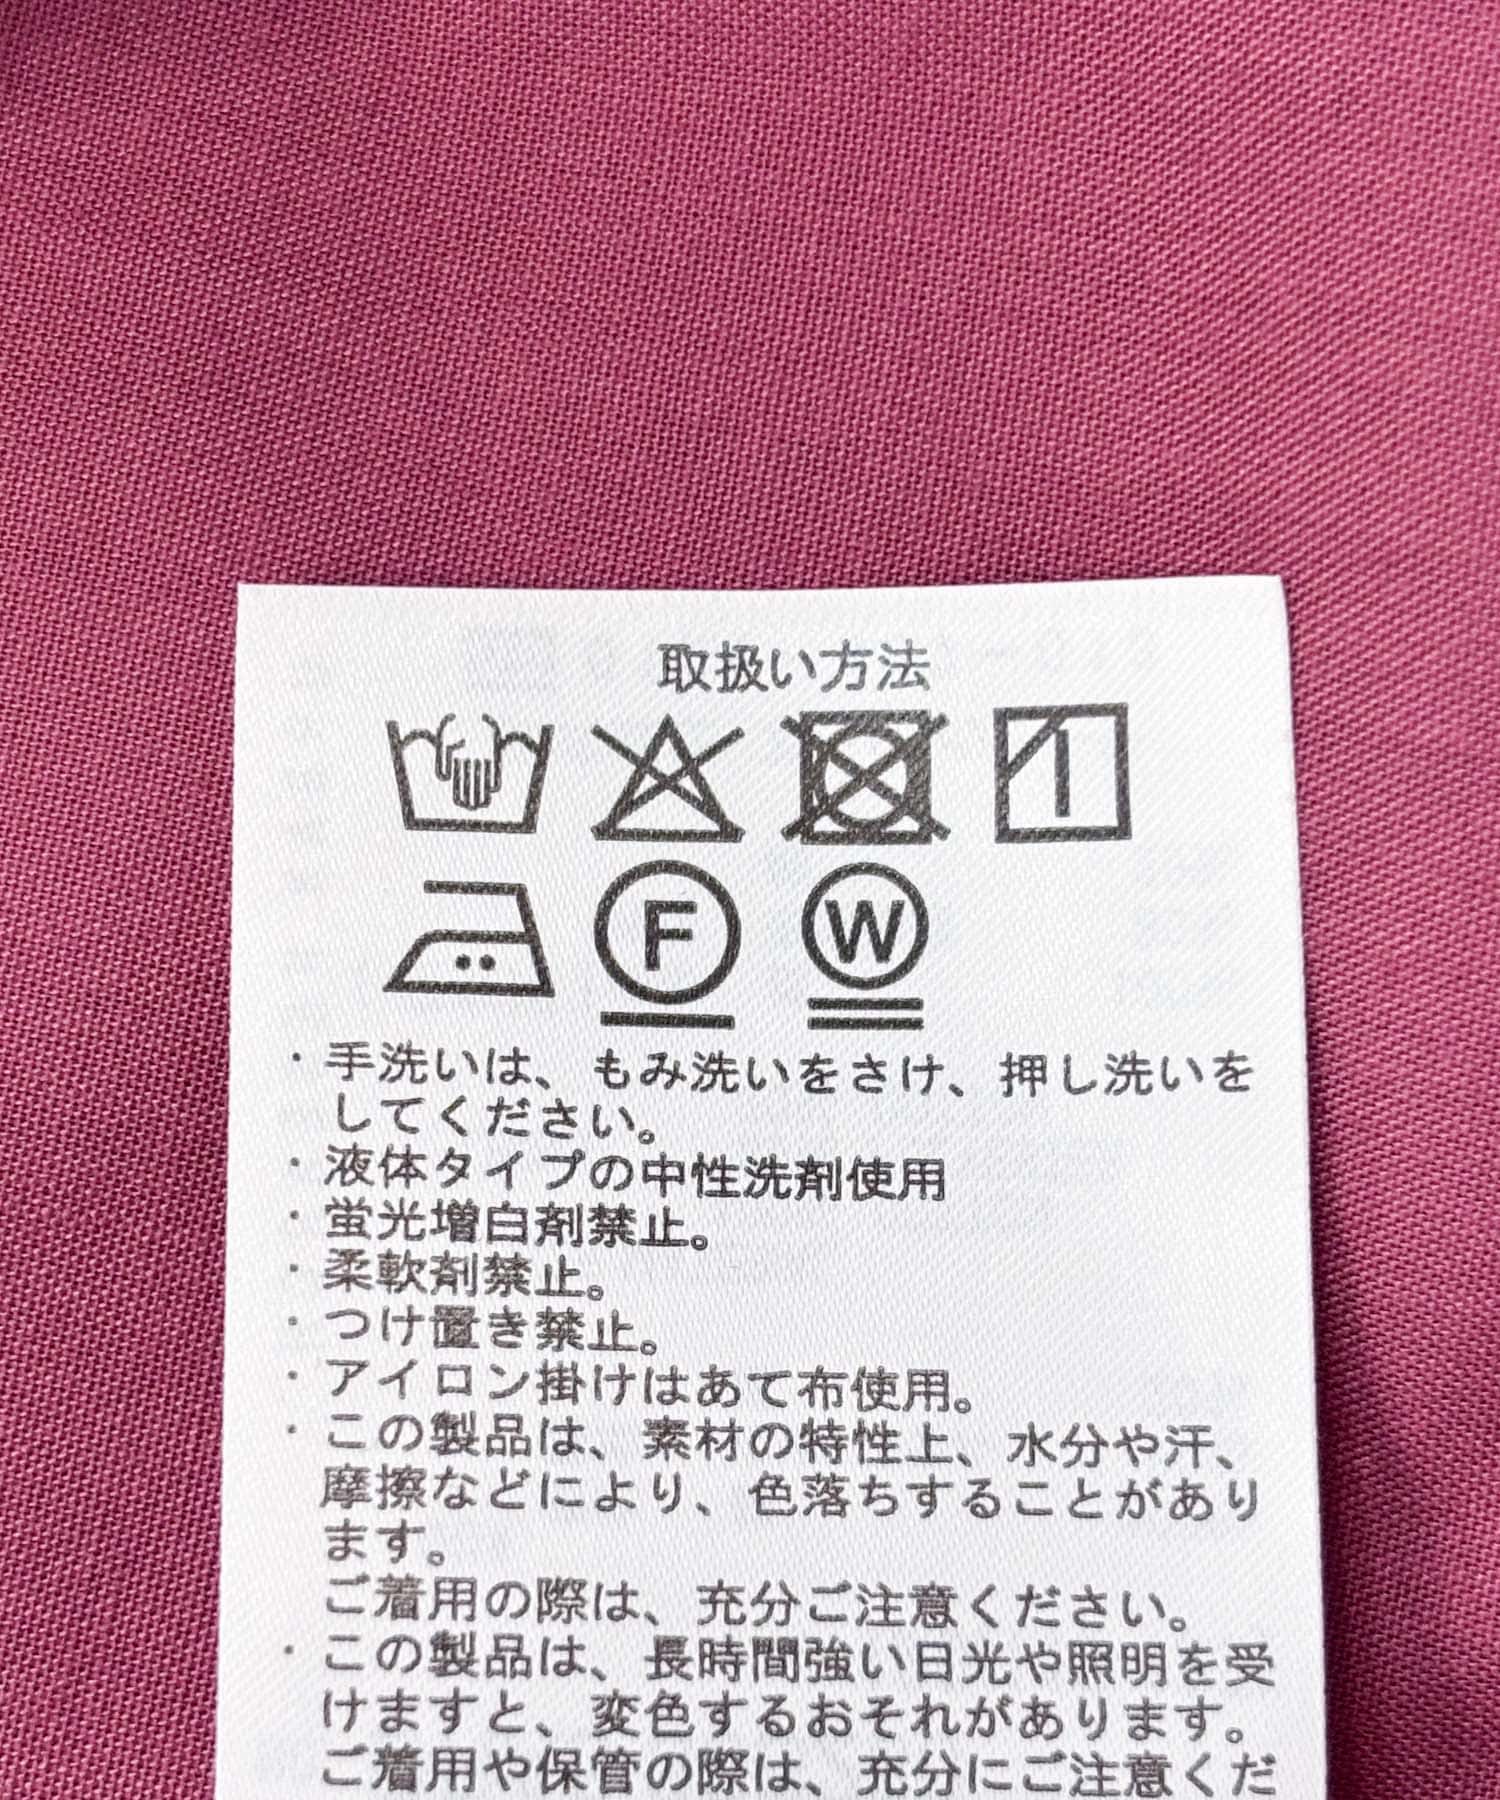 取扱い方法
F
W
・手洗いは、もみ洗いをさけ、押し洗いを
してください。
・液体タイプの中性洗剤使用
・蛍光増白剤禁止。
・柔軟剤禁止。
・つけ置き禁止。
・アイロン掛けはあて布使用。
・この製品は、素材の特性上、水分や汗、
摩擦などにより、色落ちすることがあり
ます。
ご着用の際は、充分ご注意ください。
・この製品は、長時間強い日光や照明を受
けますと、変色するおそれがあります。
ご着用や保管の際は、充分にご注意くだ